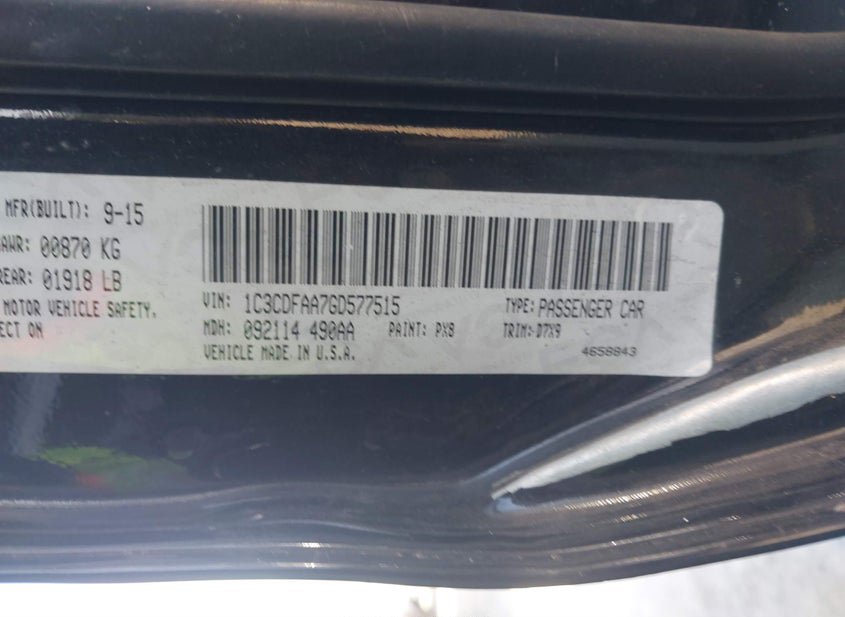 MFR(BUILT): 9-15
AWR: 00870 KG
REAR: 01918 LB
MOTOR VEHICLE SAFETY,
ECT ON
VIN: 1C3CDFAA7GD577515
TYPE: PASSENGER CAR
MDH: 092114 490AA
PAINT: PX8
TRIM: D7X9
VEHICLE MADE IN U.S.A.
4658843